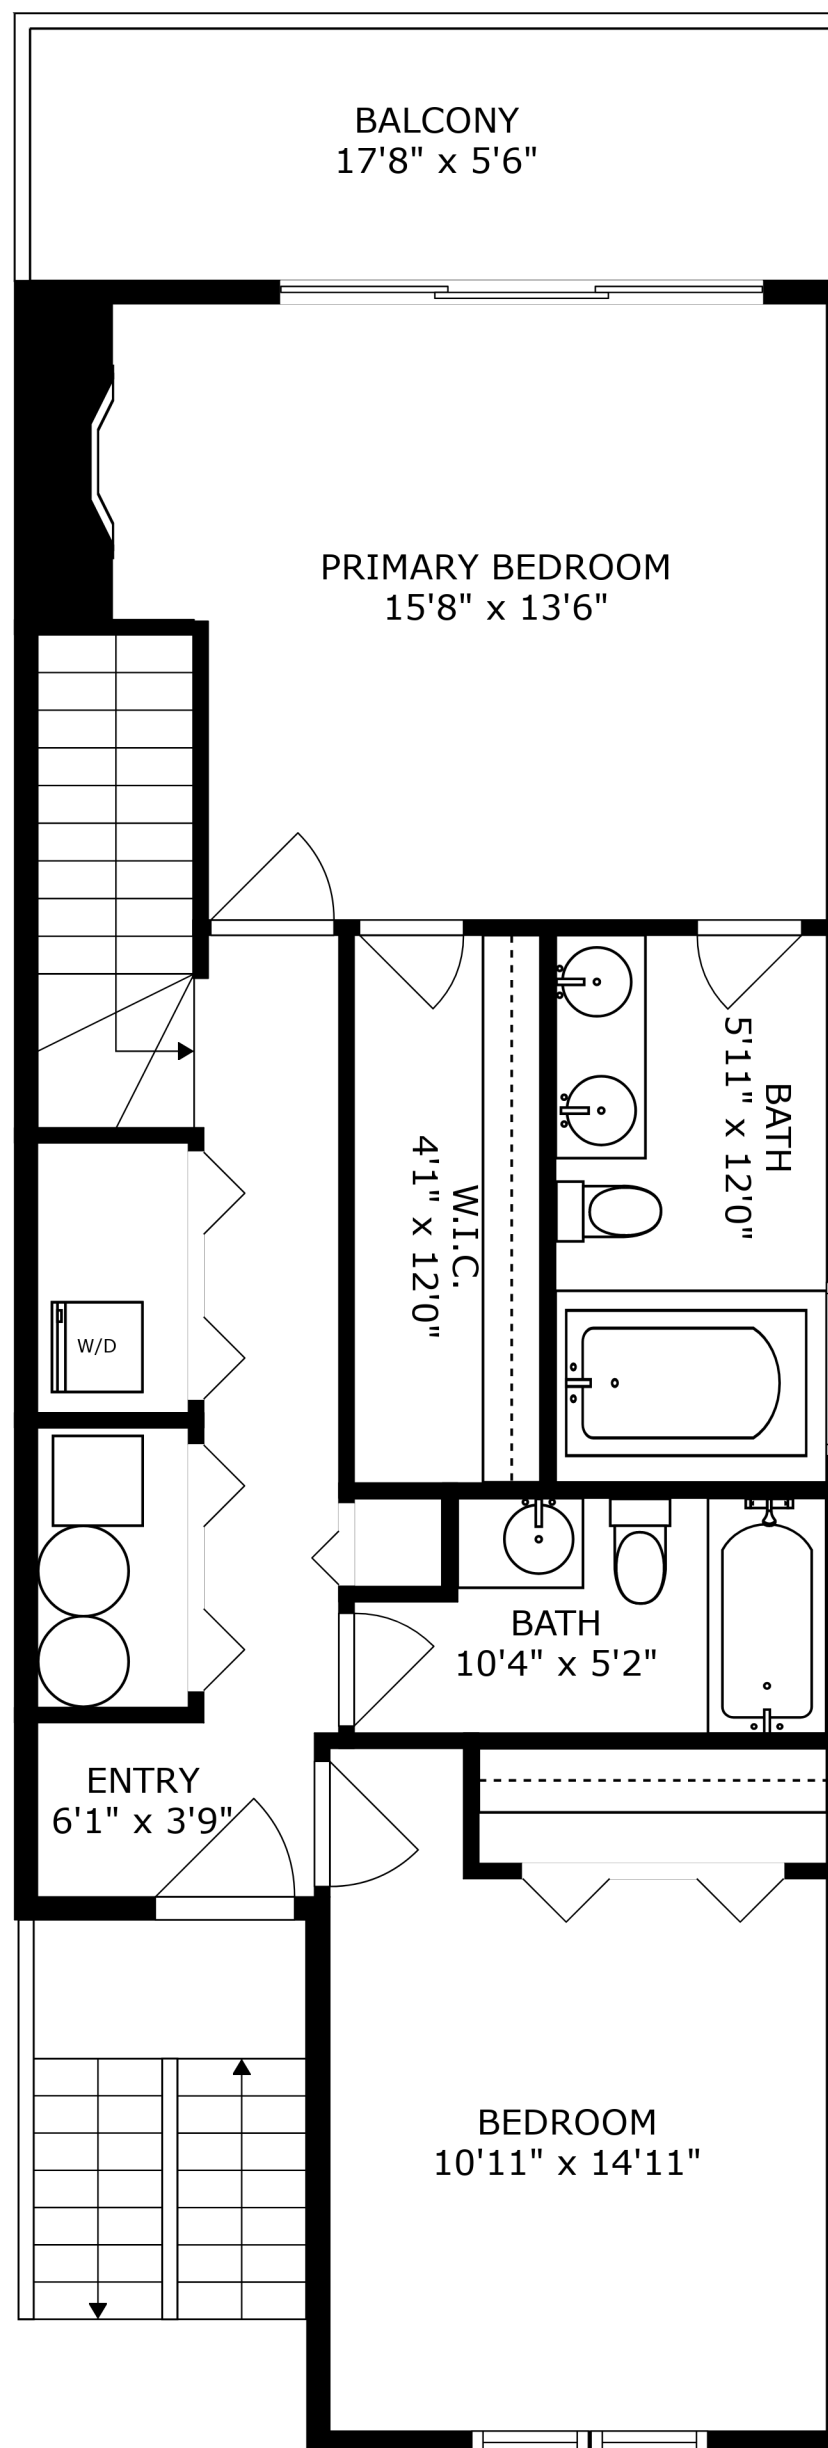 BALCONY
17'8" x 5'6"
PRIMARY BEDROOM
15'8" x 13'6"
BATH
5'11" x 12'0"
W.I.C.
4'1" x 12'0"
W/D
BATH
10'4" x 5'2"
ENTRY
6'1" x 3'9"
BEDROOM
10'11" x 14'11"